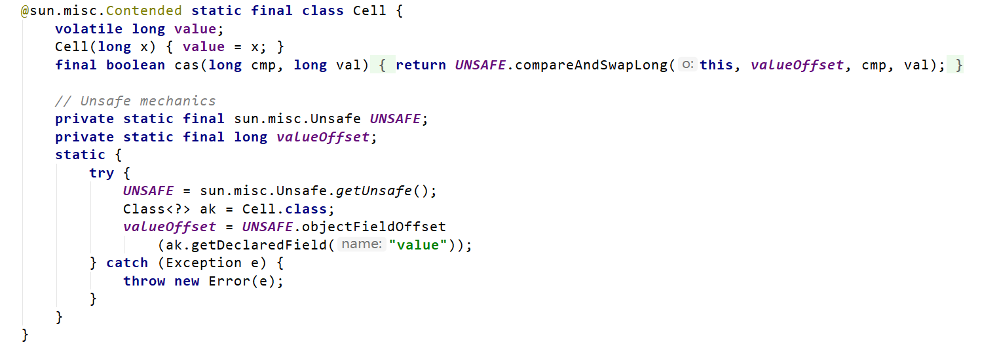 @sun.misc.Contended static final class Cell {
    volatile long value;
    Cell(long x) { value = x; }
    final boolean cas(long cmp, long val) { return UNSAFE.compareAndSwapLong( o: this, valueOffset, cmp, val); }

    // Unsafe mechanics
    private static final sun.misc.Unsafe UNSAFE;
    private static final long valueOffset;
    static {
        try {
            UNSAFE = sun.misc.Unsafe.getUnsafe();
            Class<?> ak = Cell.class;
            valueOffset = UNSAFE.objectFieldOffset
                (ak.getDeclaredField( name: "value"));
        } catch (Exception e) {
            throw new Error(e);
        }
    }
}